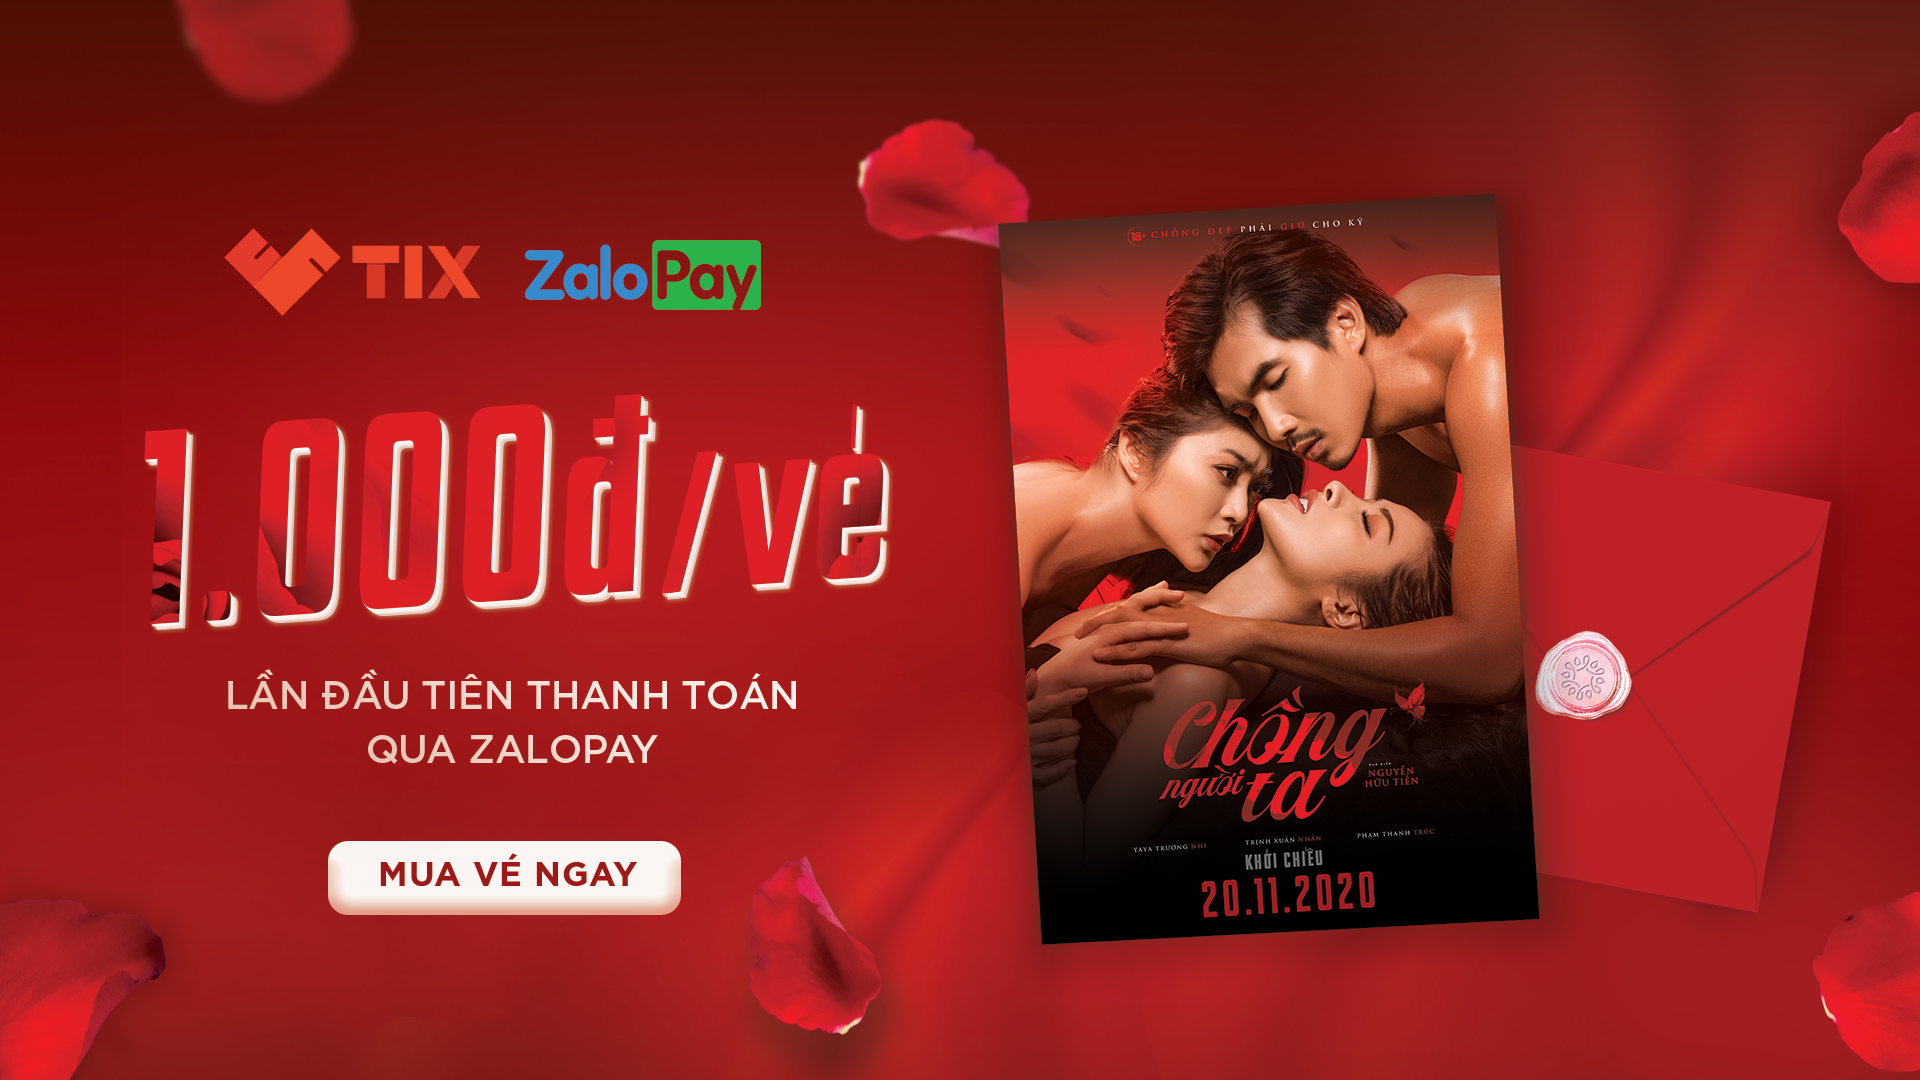 TIX ZaloPay
1.000đ/vé
LẦN ĐẦU TIÊN THANH TOÁN
QUA ZALOPAY
MUA VÉ NGAY
18+ CHỒNG ĐẸP PHẢI GIỮ CHO KỸ
Chồng
người ta
ĐẠO DIỄN
NGUYỄN
HỮU TIẾN
YAYA TRƯƠNG NHI TRỊNH XUÂN NHÂN PHẠM THANH TRÚC
KHỞI CHIẾU
20.11.2020